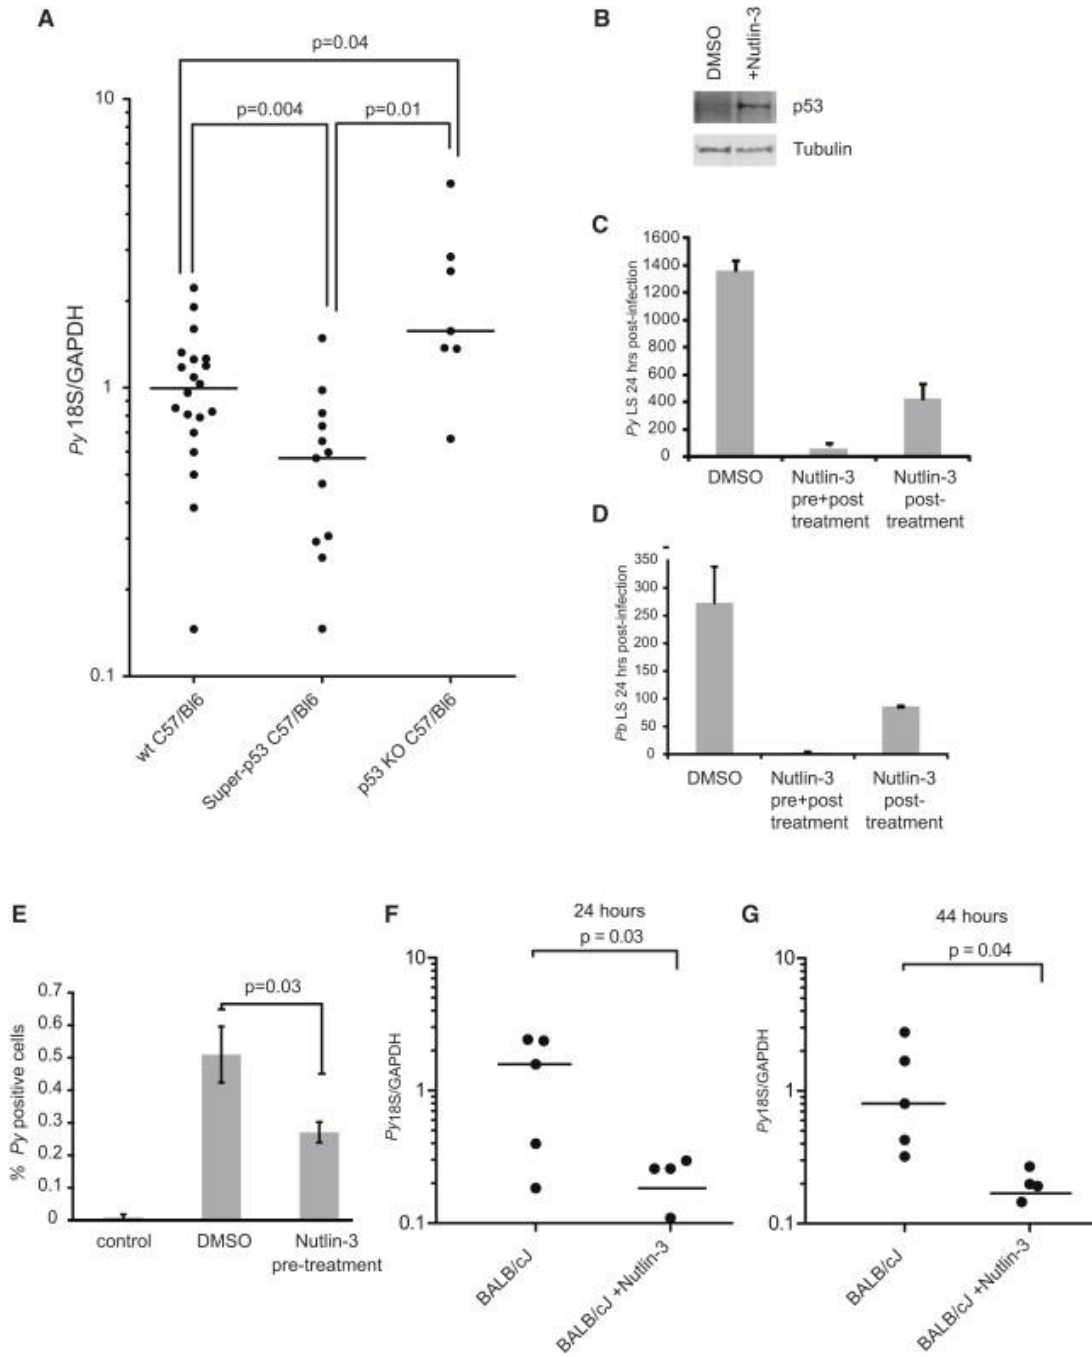 A
p=0.04
p=0.004
p=0.01
10
1
0.1
Py 18S/GAPDH
wt C57/Bl6
Super-p53 C57/Bl6
p53 KO C57/Bl6
B
DMSO
+Nutlin-3
p53
Tubulin
C
Py LS 24 hrs post-infection
1600
1400
1200
1000
800
600
400
200
0
DMSO
Nutlin-3
pre+post
treatment
Nutlin-3
post-
treatment
D
Pb LS 24 hrs post-infection
350
300
250
200
150
100
50
0
DMSO
Nutlin-3
pre+post
treatment
Nutlin-3
post-
treatment
E
% Py positive cells
0.7
0.6
0.5
0.4
0.3
0.2
0.1
0
p=0.03
control
DMSO
Nutlin-3
pre-treatment
F
24 hours
p = 0.03
10
1
0.1
Py18S/GAPDH
BALB/cJ
BALB/cJ +Nutlin-3
G
44 hours
p = 0.04
10
1
0.1
Py18S/GAPDH
BALB/cJ
BALB/cJ +Nutlin-3